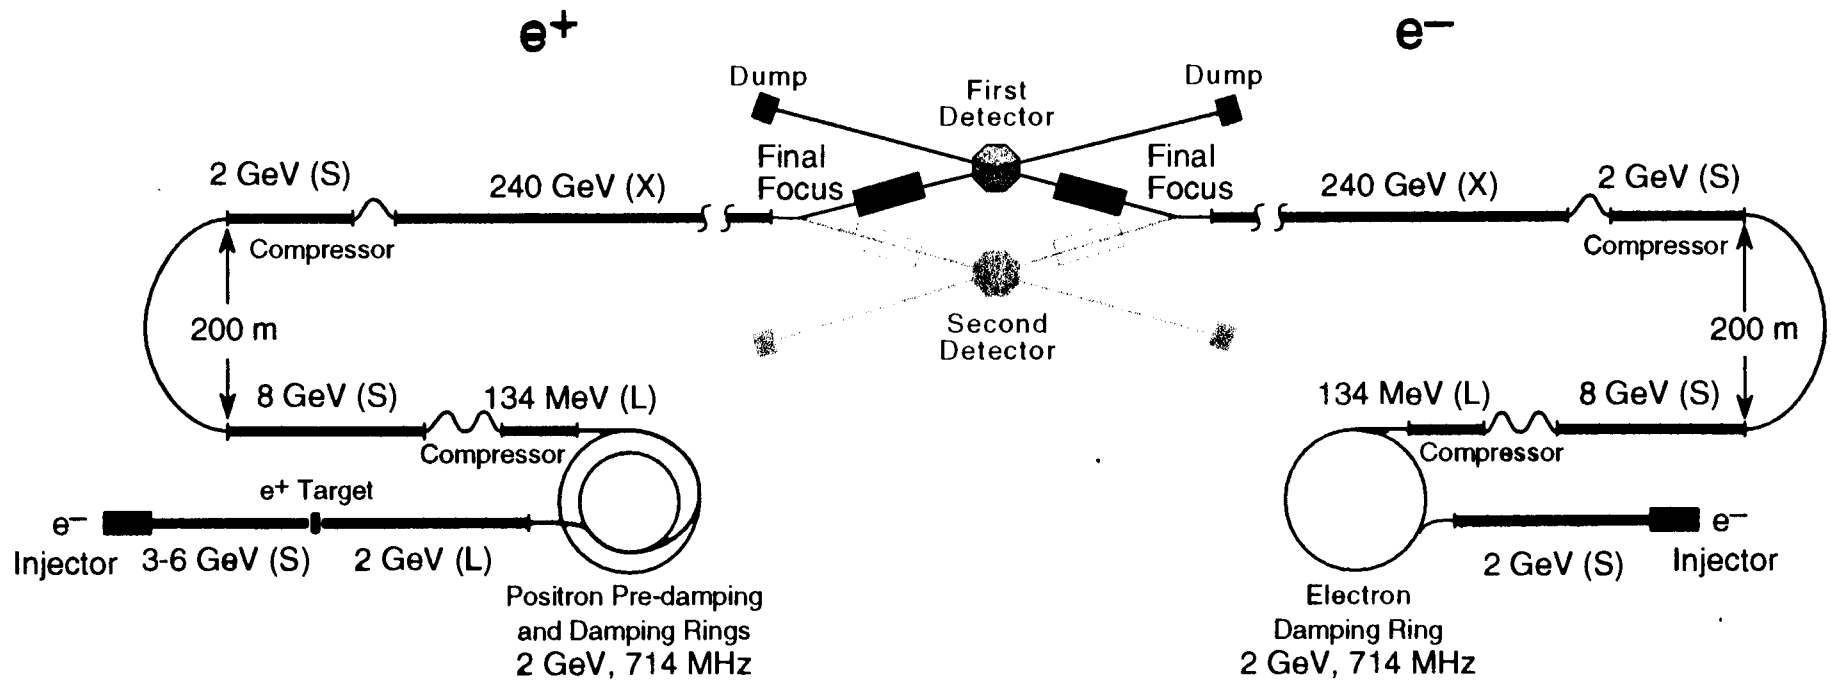 e+
e−
Dump
First
Detector
Dump
2 GeV (S)
240 GeV (X)
Final
Focus
Final
Focus
240 GeV (X)
2 GeV (S)
Compressor
Compressor
200 m
Second
Detector
200 m
8 GeV (S)
134 MeV (L)
134 MeV (L)
8 GeV (S)
Compressor
Compressor
e+ Target
e−
Injector
3-6 GeV (S)
2 GeV (L)
2 GeV (S)
e−
Injector
Positron Pre-damping
and Damping Rings
2 GeV, 714 MHz
Electron
Damping Ring
2 GeV, 714 MHz